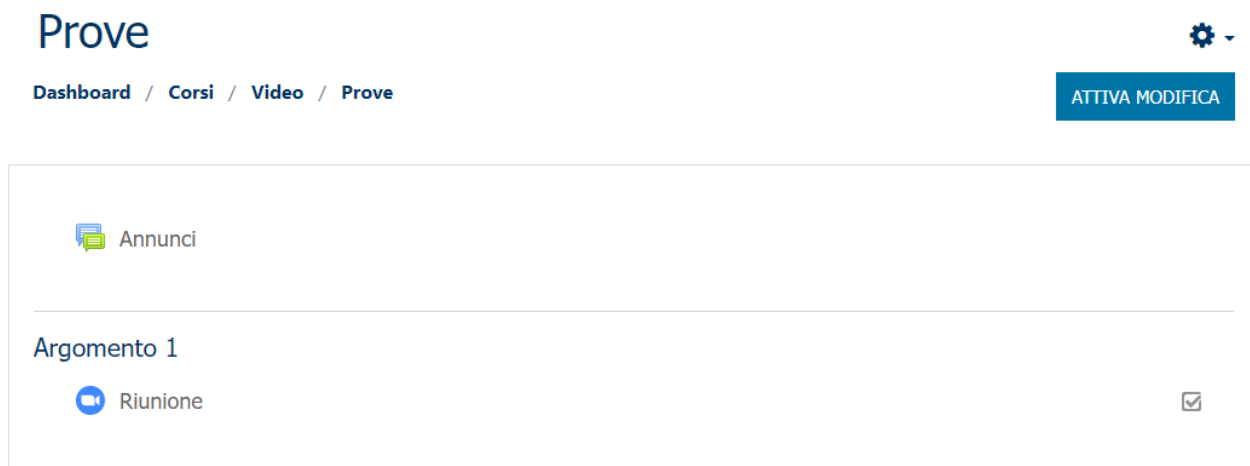 Prove
Dashboard / Corsi / Video / Prove
ATTIVA MODIFICA
Annunci
Argomento 1
Riunione